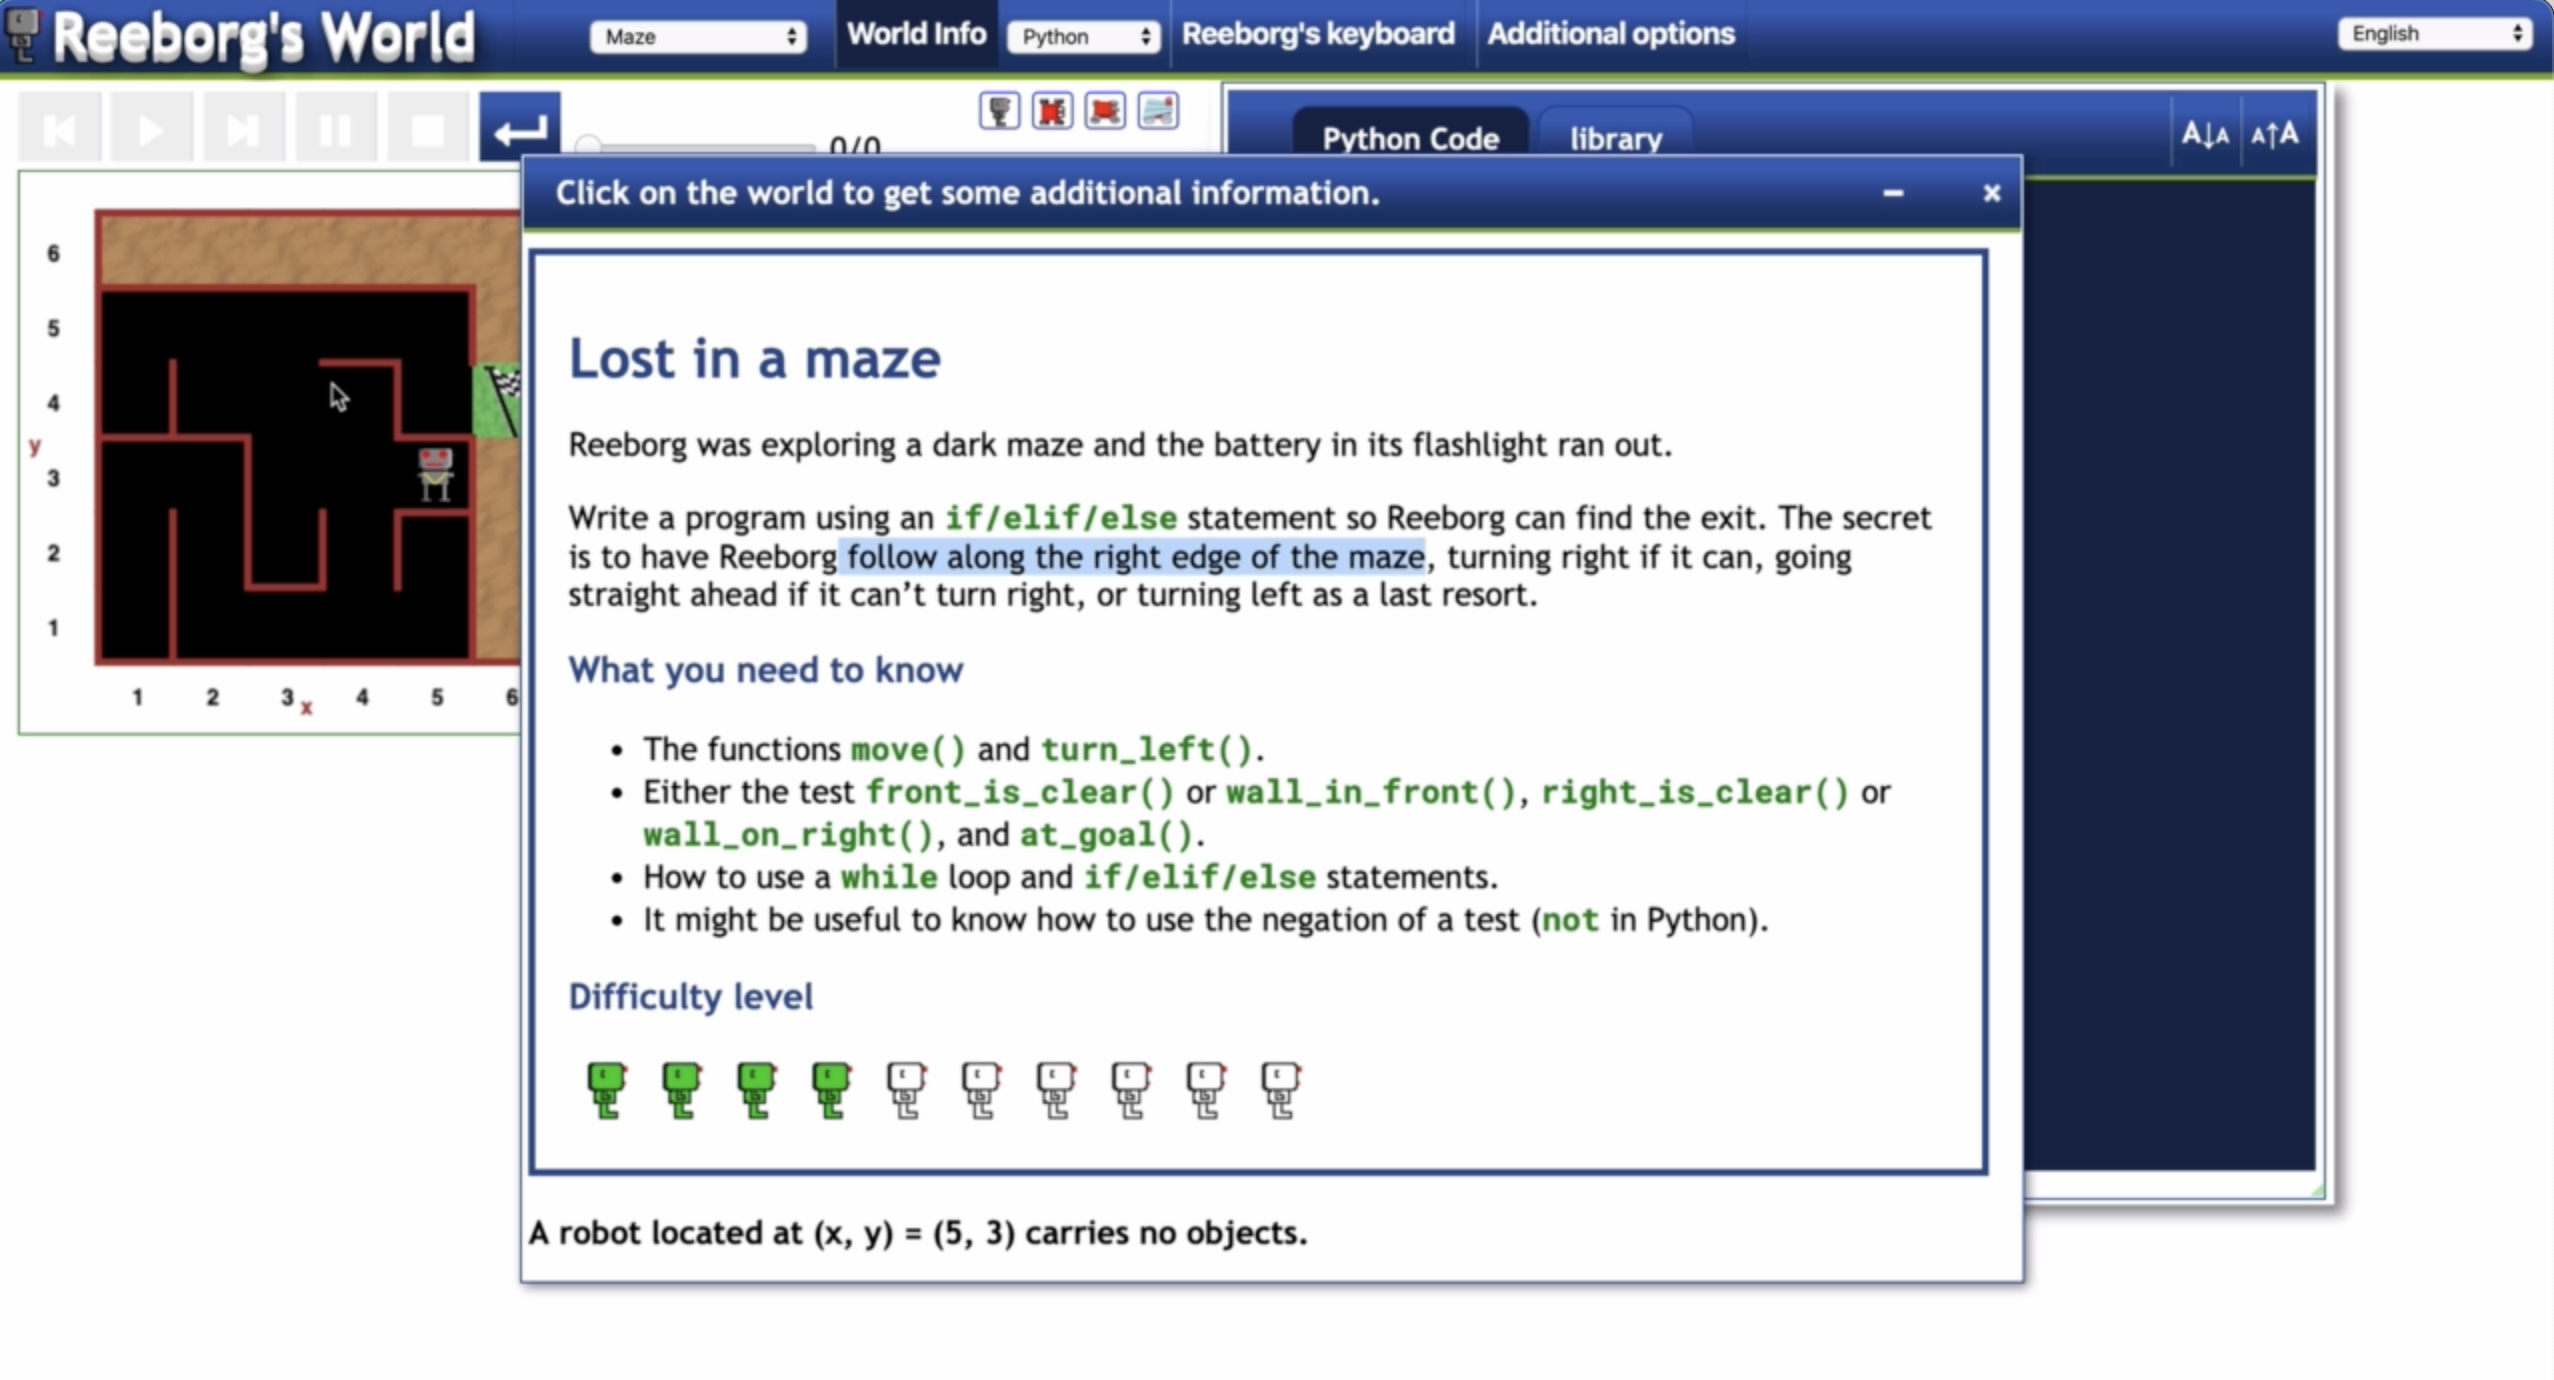 Reeborg's World
Maze
World Info
Python
Reeborg's keyboard
Additional options
English
0/0
Python Code
library
A↓A
A↑A
Click on the world to get some additional information.
6
5
4
y
3
2
1
1 2 3 x 4 5 6
Lost in a maze
Reeborg was exploring a dark maze and the battery in its flashlight ran out.
Write a program using an if/elif/else statement so Reeborg can find the exit. The secret
is to have Reeborg follow along the right edge of the maze, turning right if it can, going
straight ahead if it can’t turn right, or turning left as a last resort.
What you need to know
• The functions move() and turn_left().
• Either the test front_is_clear() or wall_in_front(), right_is_clear() or
wall_on_right(), and at_goal().
• How to use a while loop and if/elif/else statements.
• It might be useful to know how to use the negation of a test (not in Python).
Difficulty level
A robot located at (x, y) = (5, 3) carries no objects.